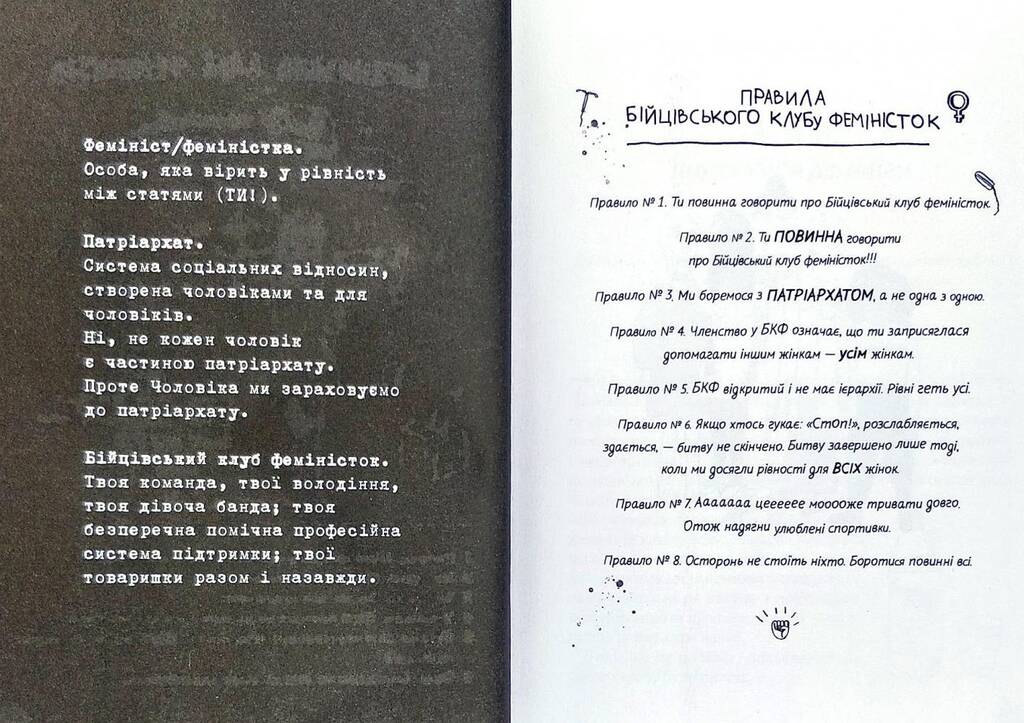 Фемініст/феміністка.
Особа, яка вірить у рівність
між статями (ТИ!).
Патріархат.
Система соціальних відносин,
створена чоловіками та для
чоловіків.
Ні, не кожен чоловік
є частиною патріархату.
Проте Чоловіка ми зараховуємо
до патріархату.
Бійцівський клуб феміністок.
Твоя команда, твої володіння,
твоя дівоча банда; твоя
безперечна помічна професійна
система підтримки; твої
товаришки разом і назавжди.
ПРАВИЛА
БІЙЦІВСЬКОГО КЛУБУ ФЕМІНІСТОК
Правило № 1. Ти повинна говорити про Бійцівський клуб феміністок.
Правило № 2. Ти ПОВИННА говорити
про Бійцівський клуб феміністок!!!
Правило № 3. Ми боремося з ПАТРІАРХАТОМ, а не одна з одною.
Правило № 4. Членство у БКФ означає, що ти заприсяглася
допомагати іншим жінкам — усім жінкам.
Правило № 5. БКФ відкритий і не має ієрархії. Рівні геть усі.
Правило № 6. Якщо хтось гукає: «Стоп!», розслабляється,
здається, — битву не скінчено. Битву завершено лише тоді,
коли ми досягли рівності для ВСІХ жінок.
Правило № 7. Ааааааа цееееее мооооже тривати довго.
Отож надягни улюблені спортивки.
Правило № 8. Осторонь не стоїть ніхто. Боротися повинні всі.